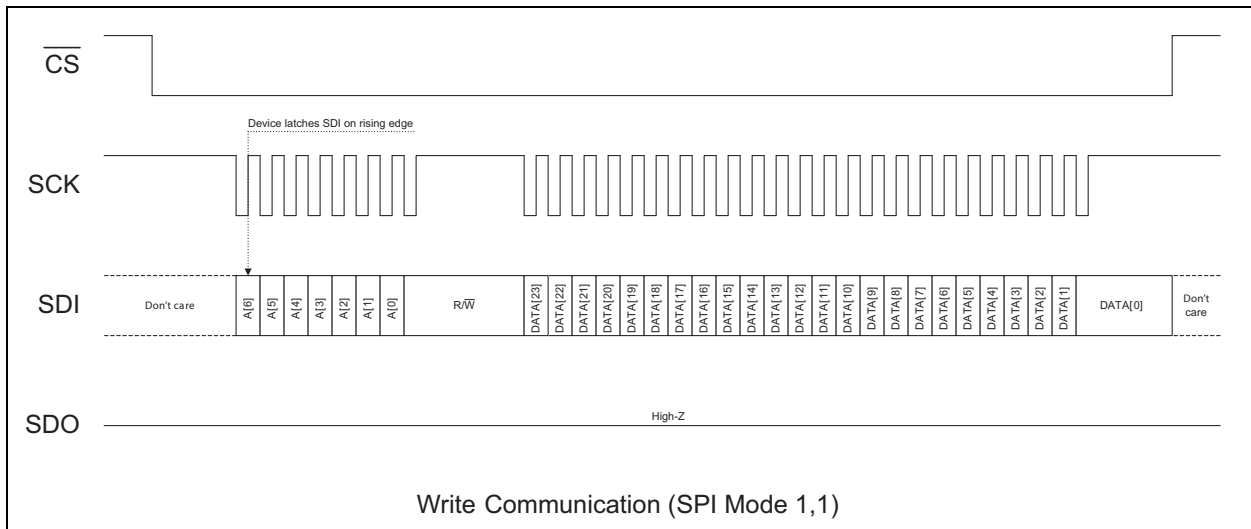 CS
Device latches SDI on rising edge
SCK
SDI
Don't care
A[6]
A[5]
A[4]
A[3]
A[2]
A[1]
A[0]
R/W
DATA[23]
DATA[22]
DATA[21]
DATA[20]
DATA[19]
DATA[18]
DATA[17]
DATA[16]
DATA[15]
DATA[14]
DATA[13]
DATA[12]
DATA[11]
DATA[10]
DATA[9]
DATA[8]
DATA[7]
DATA[6]
DATA[5]
DATA[4]
DATA[3]
DATA[2]
DATA[1]
DATA[0]
Don't
care
SDO
High-Z
Write Communication (SPI Mode 1,1)